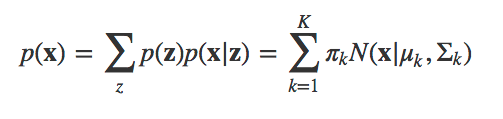 p(𝐱) = ∑_z p(𝐳)p(𝐱|𝐳) = ∑_{k=1}^{K} π_k N(𝐱|μ_k, Σ_k)